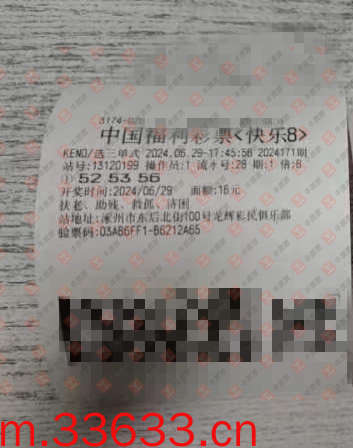 中国福利彩票<快乐8>
KENO/选三单式 2024.06.29-17:45:56 2024171期
站号:13120199 操作员:1 流水号:28 期:1 倍:8
① 52 53 56
开奖时间:2024/06/29 面额:16元
扶老、助残、救孤、济困
站地址:涿州市东后北街100号龙辉彩民俱乐部
验票码:03AB6FF1-B6212A65
m.33633.cn